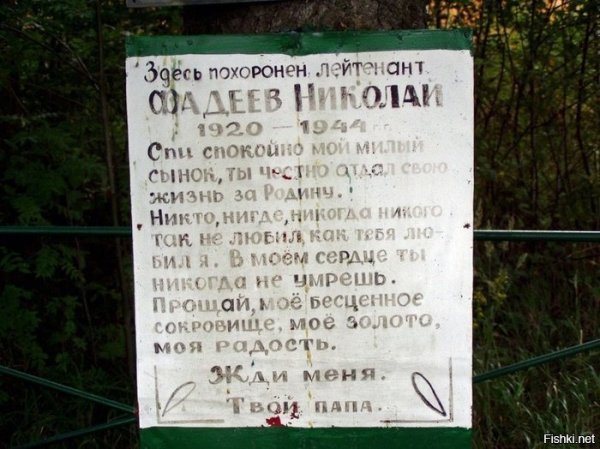 Здесь похоронен лейтенант
Фадеев Николай
1920 – 1944 г.
Спи спокойно мой милый
сынок, ты честно отдал свою
жизнь за Родину.
Никто, нигде, никогда никого
так не любил, как тебя лю-
бил я. В моём сердце ты
никогда не умрешь.
Прощай, моё бесценное
сокровище, моё золото,
моя радость.
Жди меня.
Твой папа.
Fishki.net